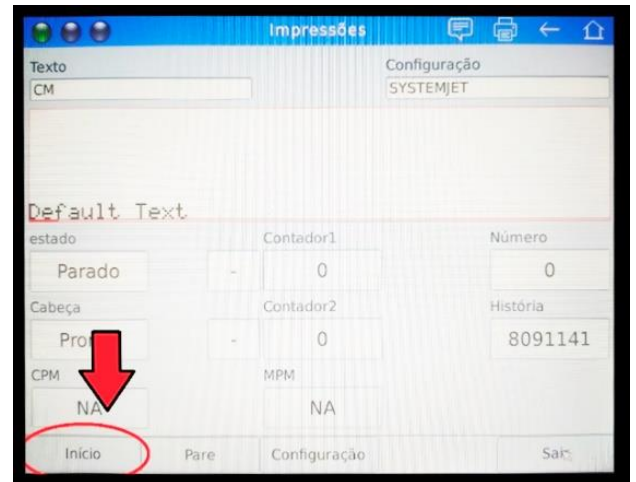 Impressões
Texto Configuração
CM SYSTEMJET
Default Text
estado Contador1 Número
Parado - 0 0
Cabeça Contador2 História
- 0 8091141
CPM MPM
NA NA
Início Pare Configuração